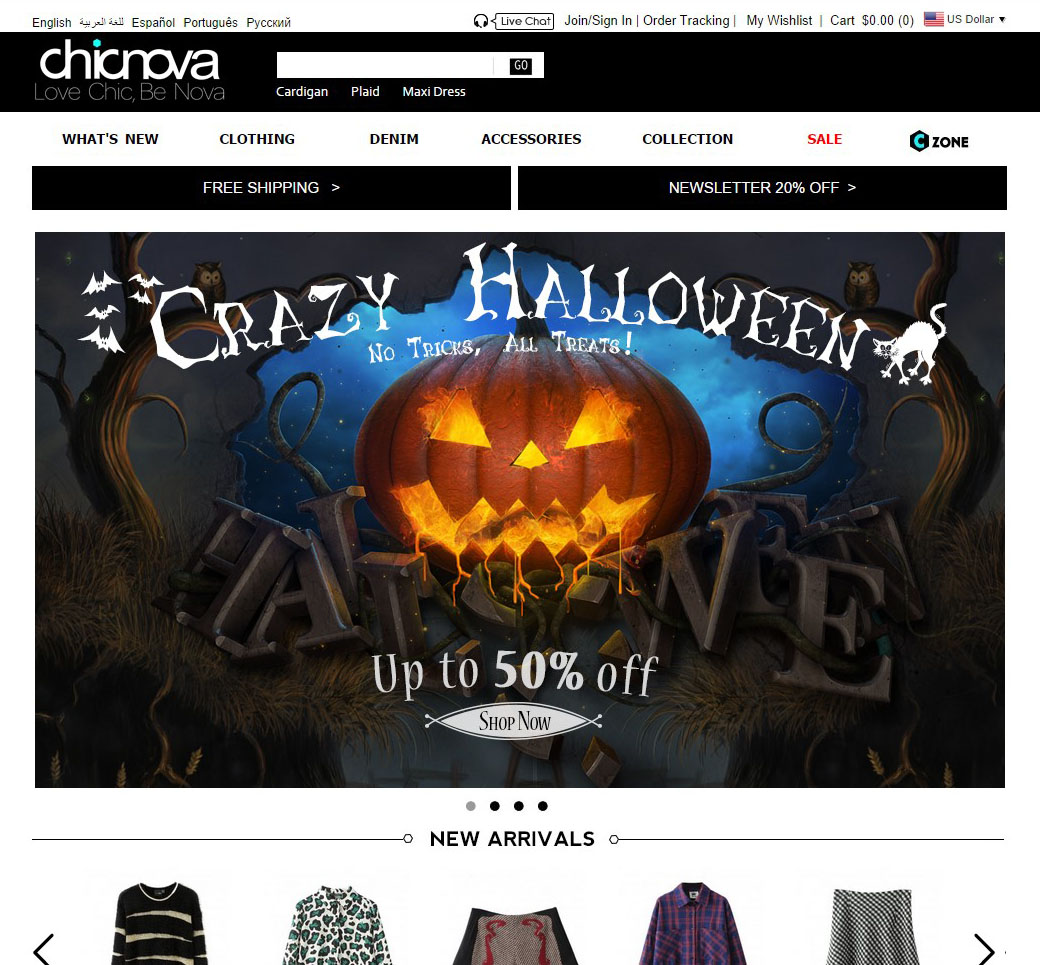 English للغة العربية Español Português Русский Live Chat Join/Sign In | Order Tracking | My Wishlist | Cart $0.00 (0) US Dollar
chicnova
Love Chic, Be Nova
GO
Cardigan Plaid Maxi Dress
WHAT'S NEW CLOTHING DENIM ACCESSORIES COLLECTION SALE C ZONE
FREE SHIPPING > NEWSLETTER 20% OFF >
CRAZY HALLOWEEN
NO TRICKS, ALL TREATS!
HALLOWEEN
Up to 50% off
SHOP NOW
NEW ARRIVALS